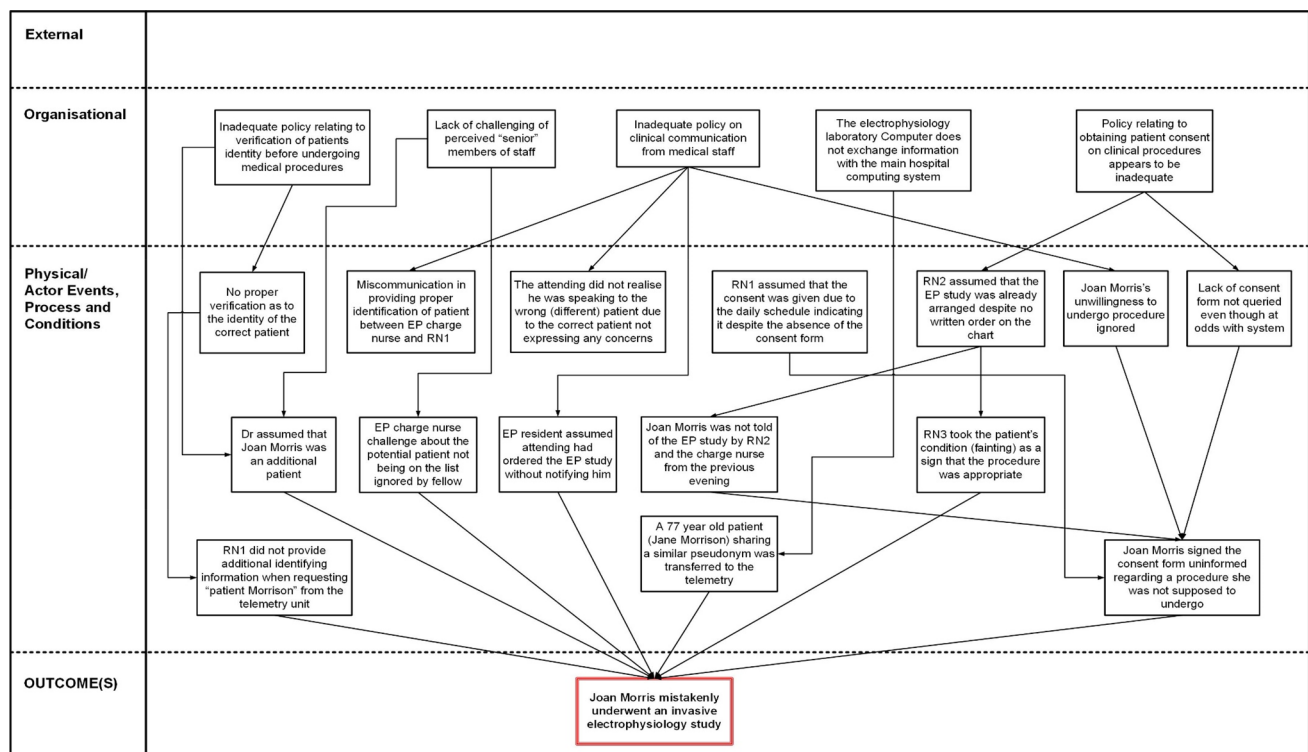 External
Organisational
Inadequate policy relating to
verification of patients
identity before undergoing
medical procedures
Lack of challenging of
perceived “senior”
members of staff
Inadequate policy on
clinical communication
from medical staff
The electrophysiology
laboratory Computer does
not exchange information
with the main hospital
computing system
Policy relating to
obtaining patient consent
on clinical procedures
appears to be
inadequate
Physical/
Actor Events,
Process and
Conditions
No proper
verification as to
the identity of the
correct patient
Miscommunication in
providing proper
identification of patient
between EP charge
nurse and RN1
The attending did not realise
he was speaking to the
wrong (different) patient due
to the correct patient not
expressing any concerns
RN1 assumed that the
consent was given due to
the daily schedule indicating
it despite the absence of the
consent form
RN2 assumed that the
EP study was already
arranged despite no
written order on the
chart
Joan Morris’s
unwillingness to
undergo procedure
ignored
Lack of consent
form not queried
even though at
odds with system
Dr assumed that
Joan Morris was
an additional
patient
EP charge nurse
challenge about the
potential patient not
being on the list
ignored by fellow
EP resident assumed
attending had
ordered the EP study
without notifying him
Joan Morris was not told
of the EP study by RN2
and the charge nurse
from the previous
evening
RN3 took the patient’s
condition (fainting) as a
sign that the procedure
was appropriate
RN1 did not provide
additional identifying
information when requesting
“patient Morrison” from the
telemetry unit
A 77 year old patient
(Jane Morrison) sharing
a similar pseudonym was
transferred to the
telemetry
Joan Morris signed the
consent form uninformed
regarding a procedure she
was not supposed to
undergo
OUTCOME(S)
Joan Morris mistakenly
underwent an invasive
electrophysiology study